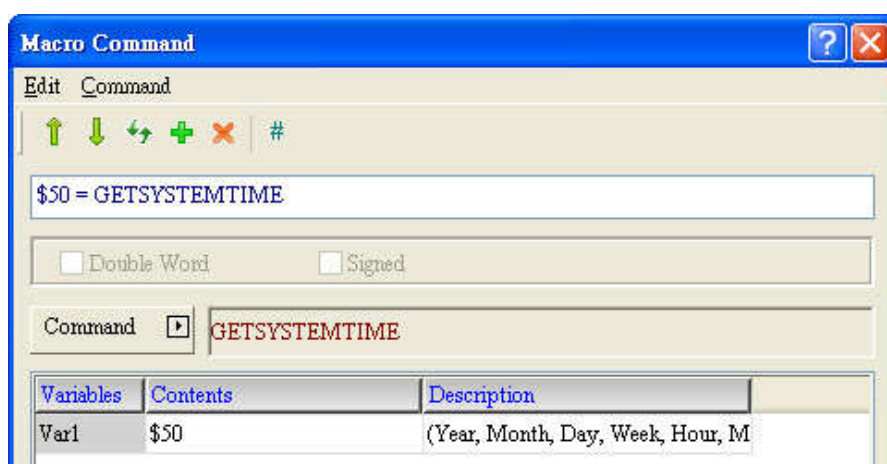 Macro Command
Edit Command
#
$50 = GETSYSTEMTIME
Double Word Signed
Command GETSYSTEMTIME
Variables Contents Description
Var1 $50 (Year, Month, Day, Week, Hour, M